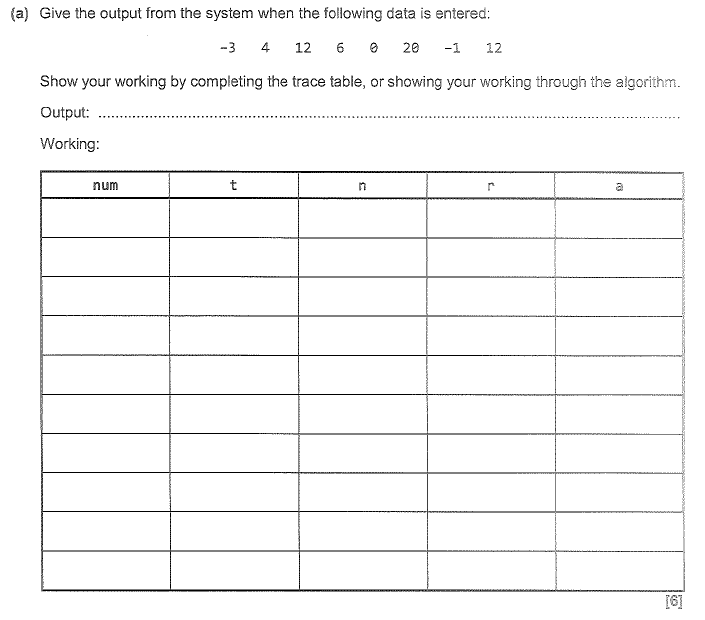 (a) Give the output from the system when the following data is entered:
-3 4 12 6 0 20 -1 12
Show your working by completing the trace table, or showing your working through the algorithm.
Output: ......................................................................................................................................................
Working:
num t n r a
[6]